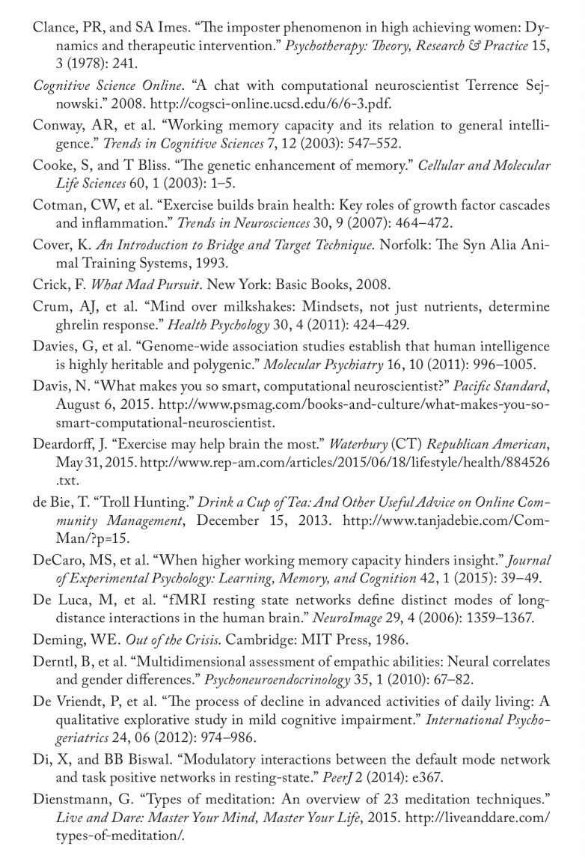 Clance, PR, and SA Imes. “The imposter phenomenon in high achieving women: Dy-
namics and therapeutic intervention.” Psychotherapy: Theory, Research & Practice 15,
3 (1978): 241.
Cognitive Science Online. “A chat with computational neuroscientist Terrence Sej-
nowski.” 2008. http://cogsci-online.ucsd.edu/6/6-3.pdf.
Conway, AR, et al. “Working memory capacity and its relation to general intelli-
gence.” Trends in Cognitive Sciences 7, 12 (2003): 547–552.
Cooke, S, and T Bliss. “The genetic enhancement of memory.” Cellular and Molecular
Life Sciences 60, 1 (2003): 1–5.
Cotman, CW, et al. “Exercise builds brain health: Key roles of growth factor cascades
and inflammation.” Trends in Neurosciences 30, 9 (2007): 464–472.
Cover, K. An Introduction to Bridge and Target Technique. Norfolk: The Syn Alia Ani-
mal Training Systems, 1993.
Crick, F. What Mad Pursuit. New York: Basic Books, 2008.
Crum, AJ, et al. “Mind over milkshakes: Mindsets, not just nutrients, determine
ghrelin response.” Health Psychology 30, 4 (2011): 424–429.
Davies, G, et al. “Genome-wide association studies establish that human intelligence
is highly heritable and polygenic.” Molecular Psychiatry 16, 10 (2011): 996–1005.
Davis, N. “What makes you so smart, computational neuroscientist?” Pacific Standard,
August 6, 2015. http://www.psmag.com/books-and-culture/what-makes-you-so-
smart-computational-neuroscientist.
Deardorff, J. “Exercise may help brain the most.” Waterbury (CT) Republican American,
May 31, 2015. http://www.rep-am.com/articles/2015/06/18/lifestyle/health/884526
.txt.
de Bie, T. “Troll Hunting.” Drink a Cup of Tea: And Other Useful Advice on Online Com-
munity Management, December 15, 2013. http://www.tanjadebie.com/Com-
Man/?p=15.
DeCaro, MS, et al. “When higher working memory capacity hinders insight.” Journal
of Experimental Psychology: Learning, Memory, and Cognition 42, 1 (2015): 39–49.
De Luca, M, et al. “fMRI resting state networks define distinct modes of long-
distance interactions in the human brain.” NeuroImage 29, 4 (2006): 1359–1367.
Deming, WE. Out of the Crisis. Cambridge: MIT Press, 1986.
Derntl, B, et al. “Multidimensional assessment of empathic abilities: Neural correlates
and gender differences.” Psychoneuroendocrinology 35, 1 (2010): 67–82.
De Vriendt, P, et al. “The process of decline in advanced activities of daily living: A
qualitative explorative study in mild cognitive impairment.” International Psycho-
geriatrics 24, 06 (2012): 974–986.
Di, X, and BB Biswal. “Modulatory interactions between the default mode network
and task positive networks in resting-state.” PeerJ 2 (2014): e367.
Dienstmann, G. “Types of meditation: An overview of 23 meditation techniques.”
Live and Dare: Master Your Mind, Master Your Life, 2015. http://liveanddare.com/
types-of-meditation/.